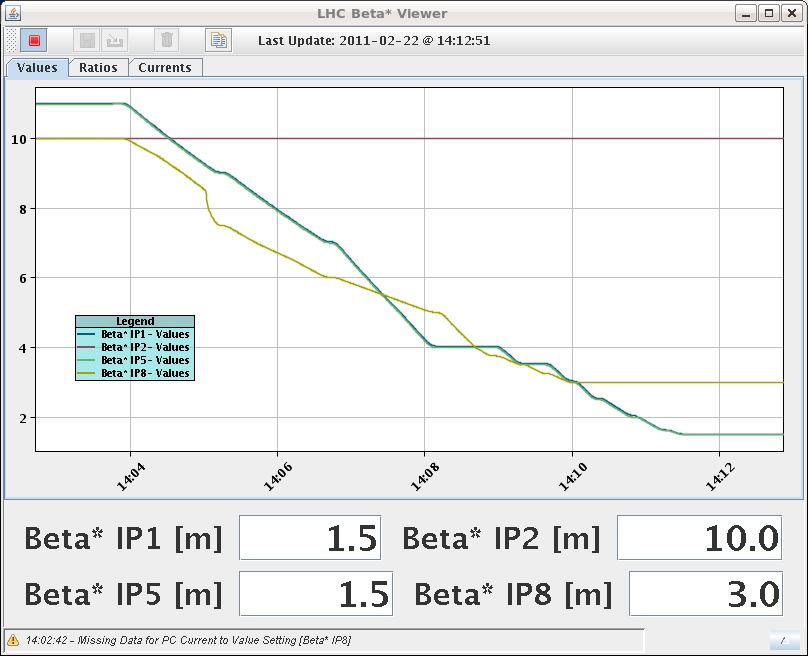 LHC Beta* Viewer
Last Update: 2011-02-22 @ 14:12:51
Values Ratios Currents
10
8
6
4
2
Legend
Beta* IP1 - Values
Beta* IP2 - Values
Beta* IP5 - Values
Beta* IP8 - Values
14:04 14:06 14:08 14:10 14:12
Beta* IP1 [m] 1.5 Beta* IP2 [m] 10.0
Beta* IP5 [m] 1.5 Beta* IP8 [m] 3.0
14:02:42 - Missing Data for PC Current to Value Setting [Beta* IP8]